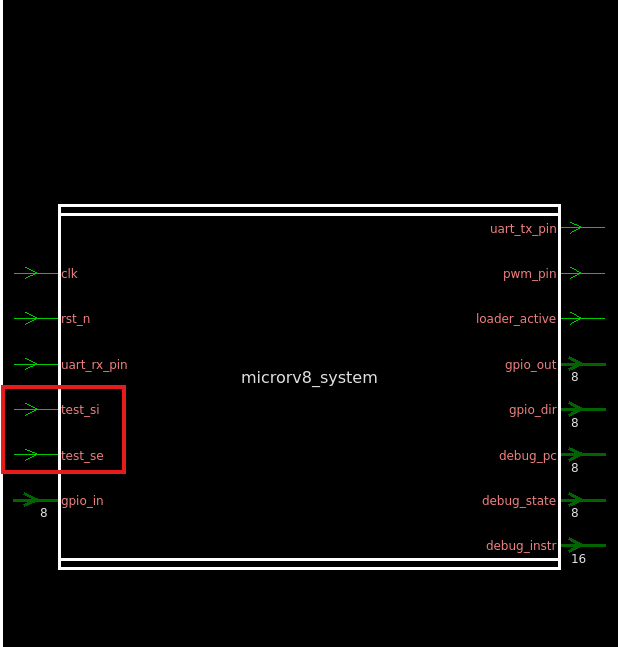 uart_tx_pin
clk
pwm_pin
rst_n
loader_active
uart_rx_pin
gpio_out
8
microrv8_system
test_si
gpio_dir
8
test_se
debug_pc
8
gpio_in
8
debug_state
8
debug_instr
16